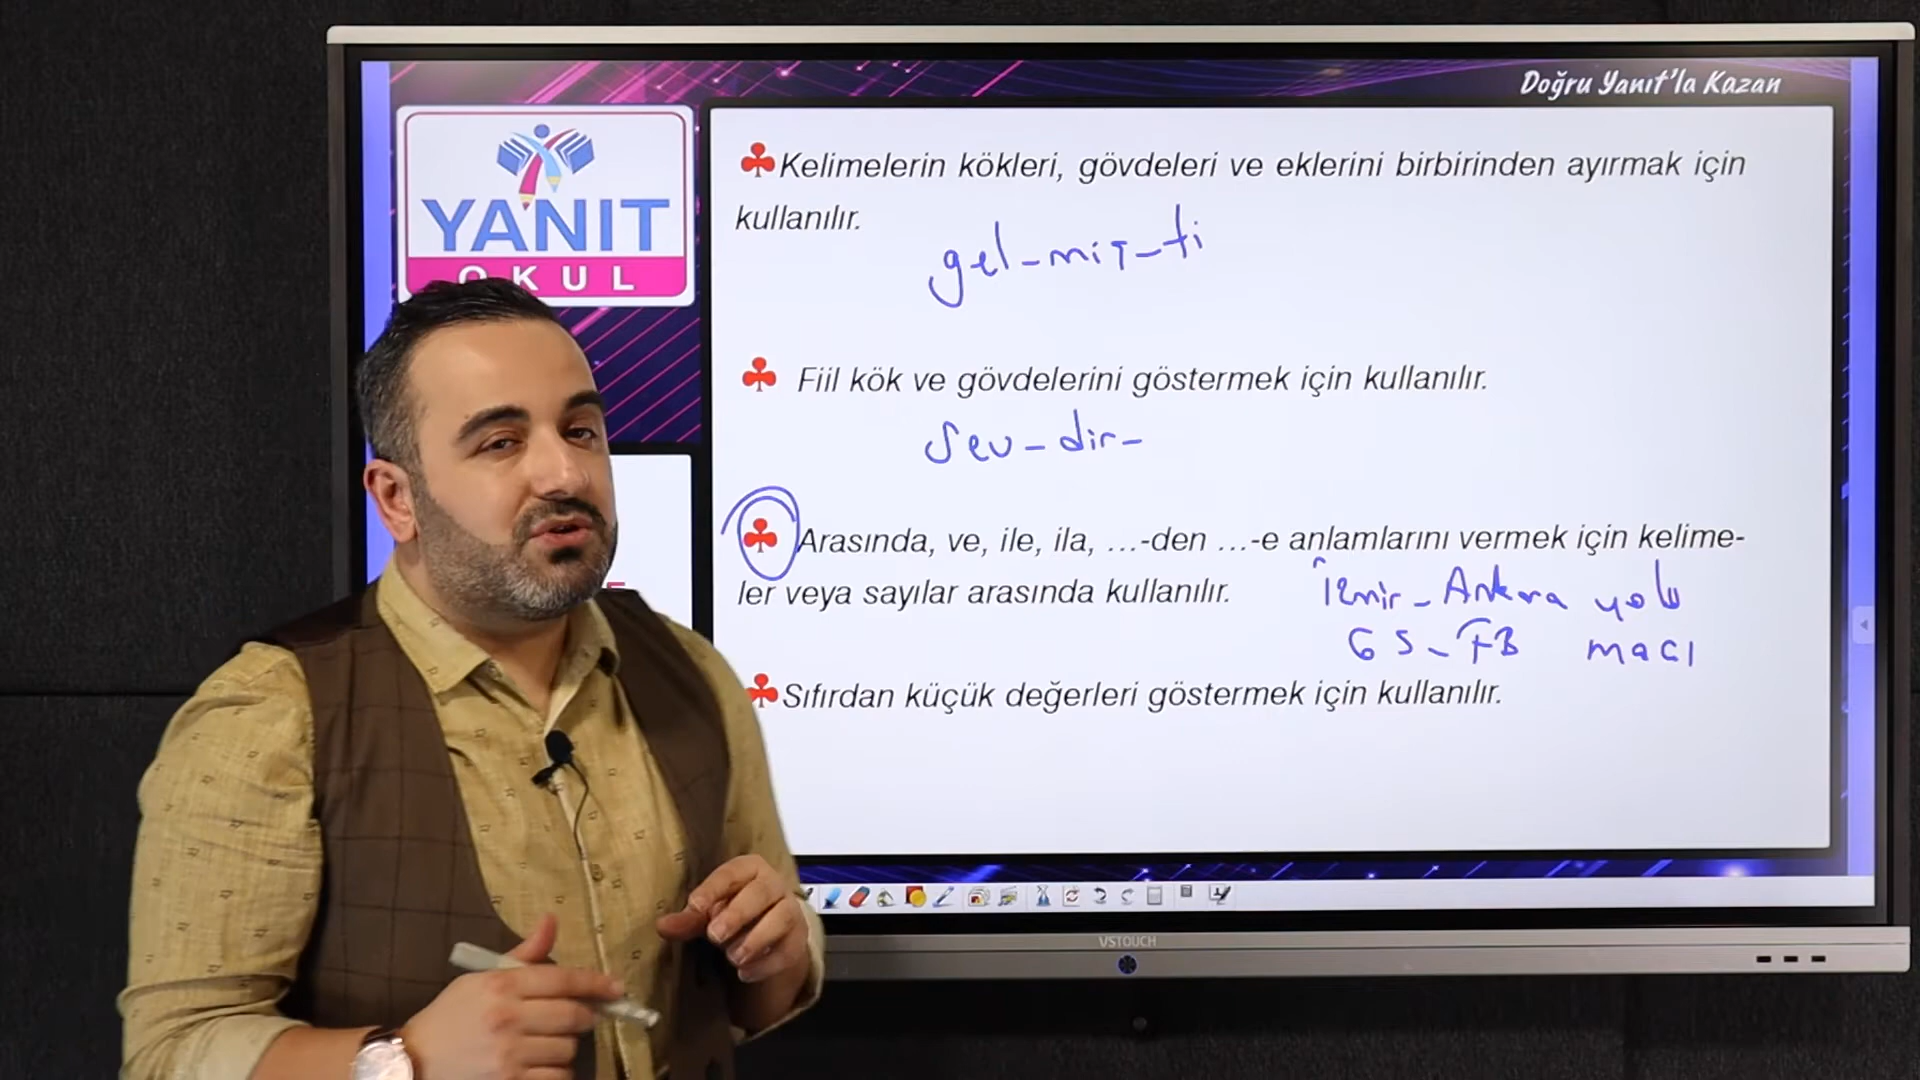 Doğru Yanıt'la Kazan
YANIT
OKUL
Kelimelerin kökleri, gövdeleri ve eklerini birbirinden ayırmak için
kullanılır.
gel-miş-ti
Fiil kök ve gövdelerini göstermek için kullanılır.
sev-dir-
Arasında, ve, ile, ila, ...-den ...-e anlamlarını vermek için kelime-
ler veya sayılar arasında kullanılır.
İzmir-Ankara yolu
GS-FB maçı
Sıfırdan küçük değerleri göstermek için kullanılır.
VSTOUCH